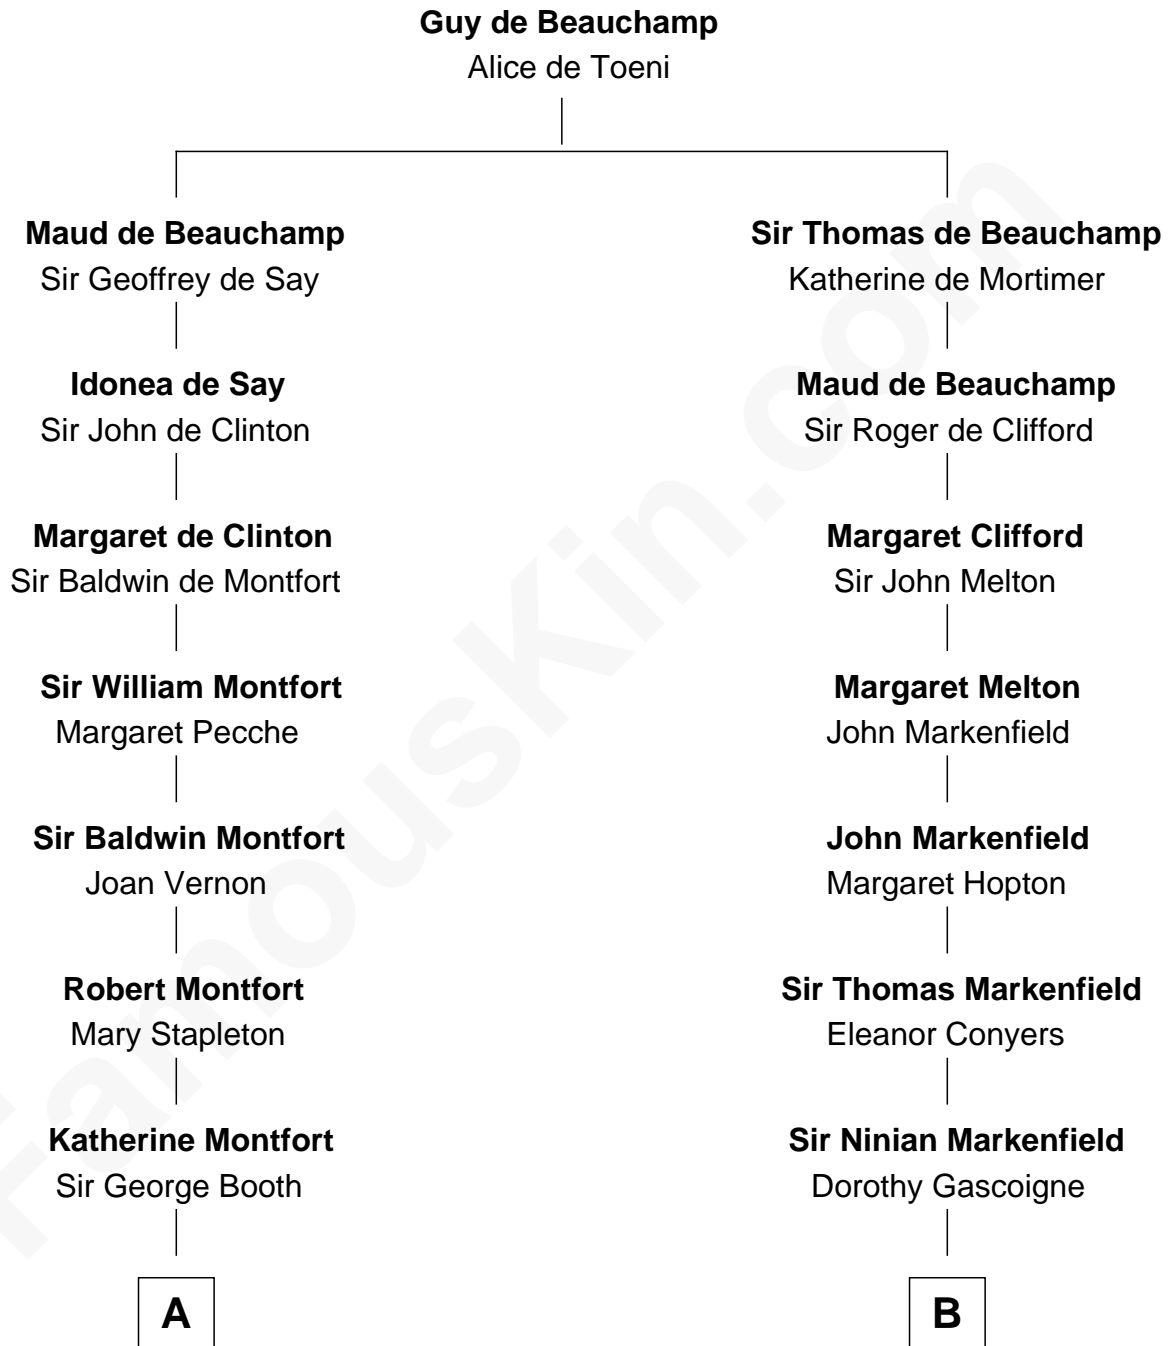 Guy de Beauchamp
Alice de Toeni
Maud de Beauchamp
Sir Geoffrey de Say
Sir Thomas de Beauchamp
Katherine de Mortimer
Idonea de Say
Sir John de Clinton
Maud de Beauchamp
Sir Roger de Clifford
Margaret de Clinton
Sir Baldwin de Montfort
Margaret Clifford
Sir John Melton
Sir William Montfort
Margaret Pecche
Margaret Melton
John Markenfield
Sir Baldwin Montfort
Joan Vernon
John Markenfield
Margaret Hopton
Robert Montfort
Mary Stapleton
Sir Thomas Markenfield
Eleanor Conyers
Katherine Montfort
Sir George Booth
Sir Ninian Markenfield
Dorothy Gascoigne
A
B
FamousKin.com